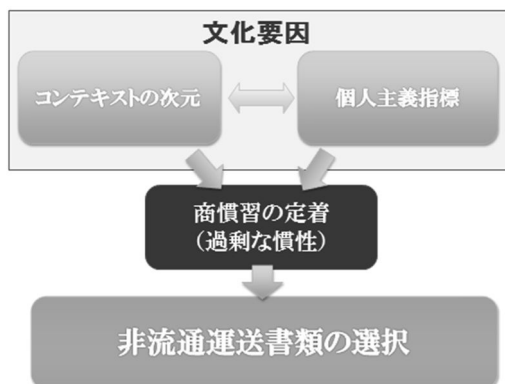 文化要因
コンテキストの次元
個人主義指標
商慣習の定着
（過剰な慣性）
非流通運送書類の選択